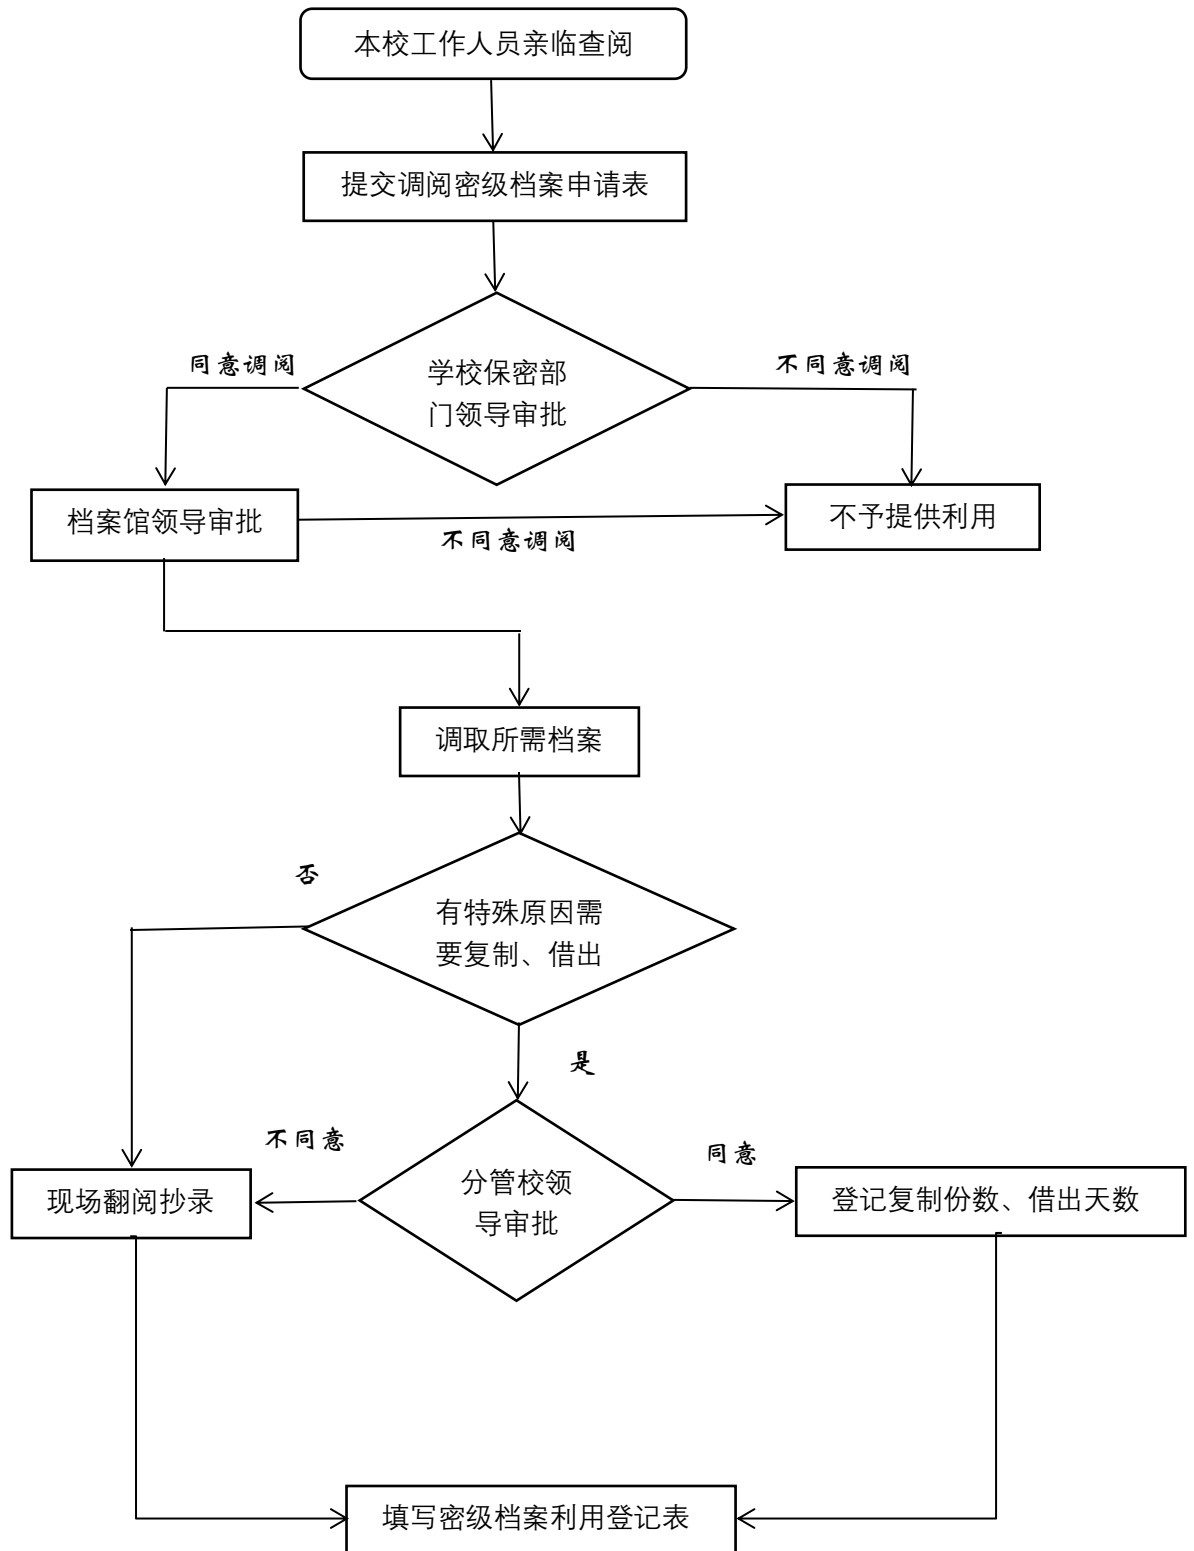 本校工作人员亲临查阅
提交调阅密级档案申请表
同意调阅
不同意调阅
学校保密部
门领导审批
档案馆领导审批
不予提供利用
不同意调阅
调取所需档案
否
有特殊原因需
要复制、借出
是
不同意
同意
分管校领
导审批
现场翻阅抄录
登记复制份数、借出天数
填写密级档案利用登记表